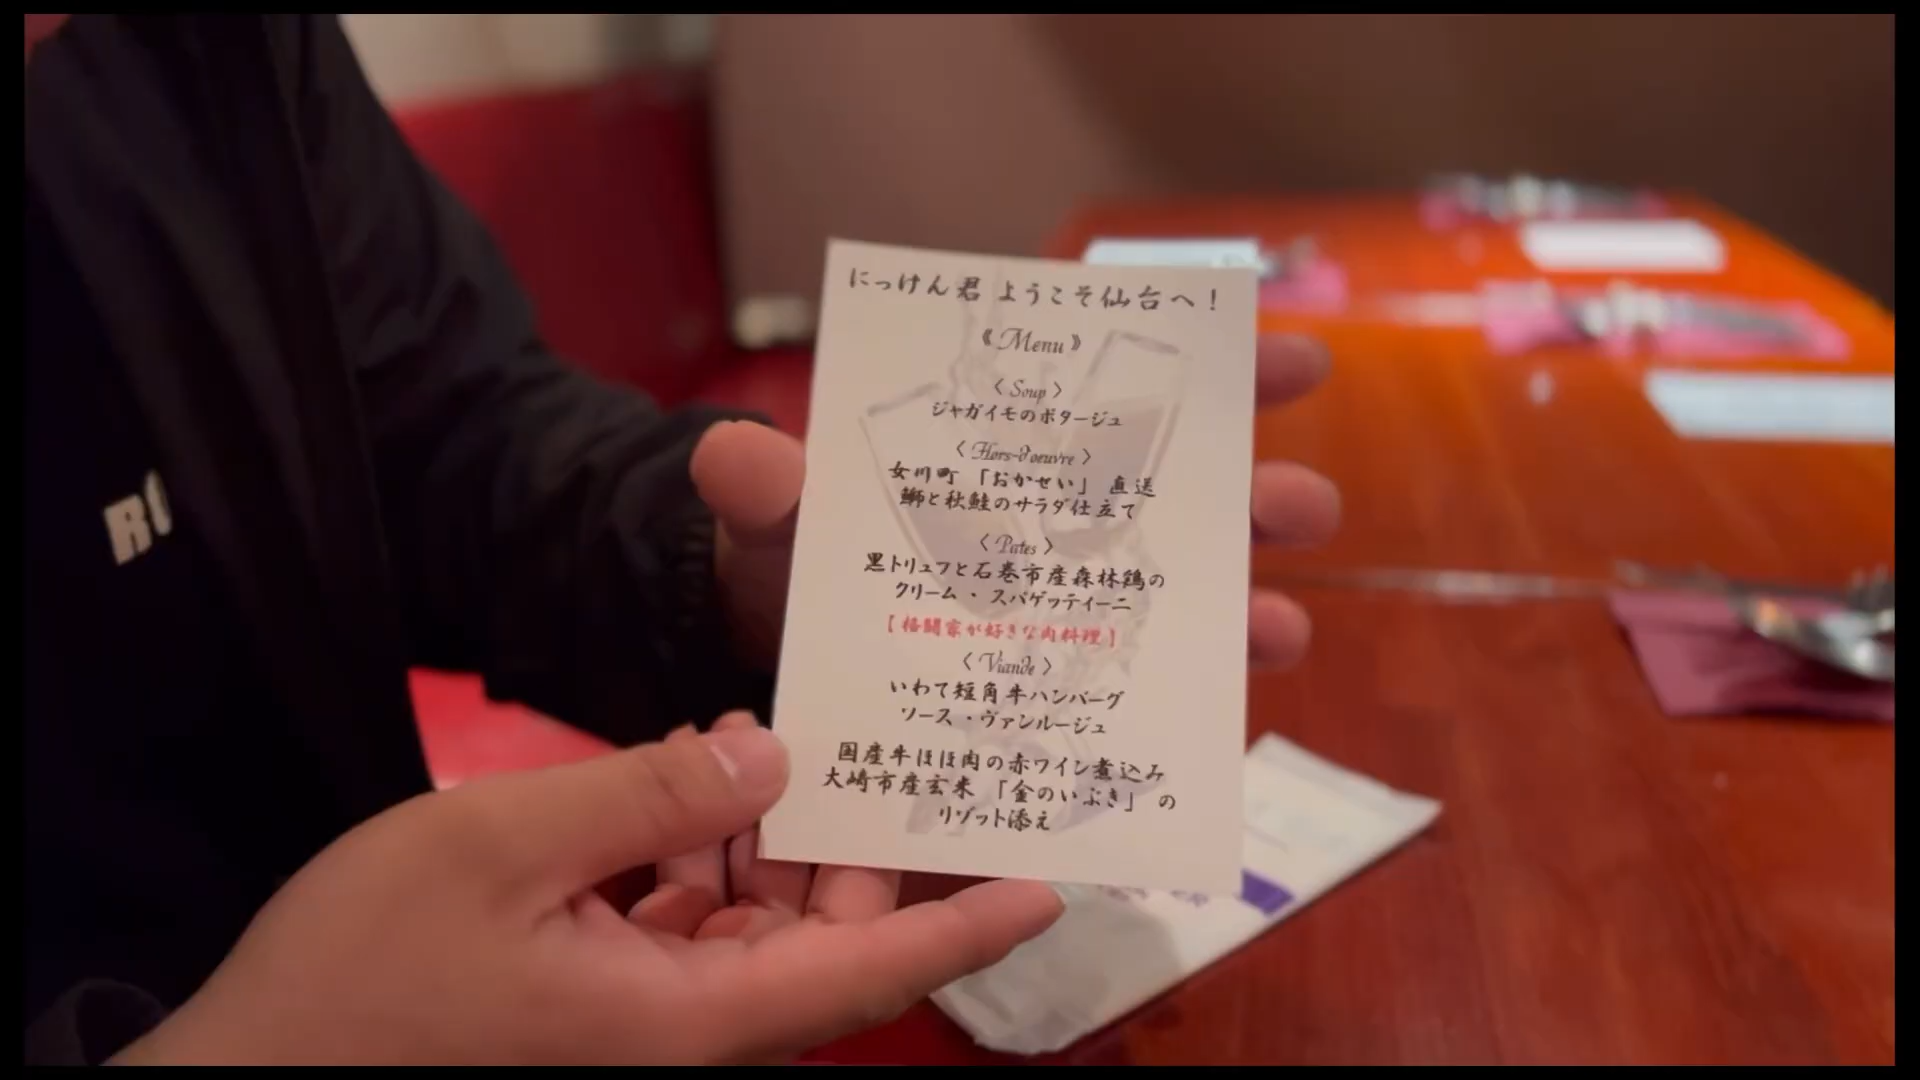 にっけん君 ようこそ仙台へ！
《Menu》
〈 Soup 〉
ジャガイモのポタージュ
〈 Hors-d'oeuvre 〉
女川町 「おかせい」 直送
鰤と秋鮭のサラダ仕立て
〈 Pates 〉
黒トリュフと石巻市産森林鶏の
クリーム・スパゲッティーニ
【格闘家が好きな肉料理】
〈 Viande 〉
いわて短角牛ハンバーグ
ソース・ヴァンルージュ
国産牛ほほ肉の赤ワイン煮込み
大崎市産玄米 「金のいぶき」 の
リゾット添え